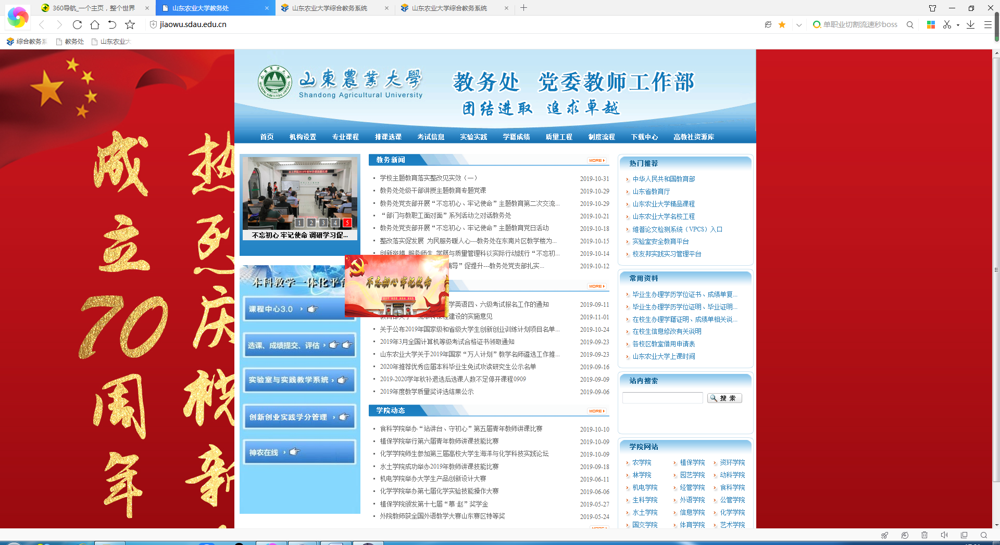 360导航_一个主页，整个世界
山东农业大学教务处
山东农业大学综合教务系统
山东农业大学综合教务系统
jiaowu.sdau.edu.cn
单职业切割流速秒boss
综合教务系
教务处
山东农业大
山東農業大學
Shandong Agricultural University
教务处 党委教师工作部
团结进取 追求卓越
首页 机构设置 专业课程 排课选课 考试信息 实验实践 学籍成绩 质量工程 制度流程 下载中心 高教社资源库
成立70周年
热烈庆祝新
1 2 3 4 5
不忘初心 牢记使命 调研学习促...
本科教学一体化平台
课程中心3.0
选课、成绩提交、评估
实验室与实践教学系统
创新创业实践学分管理
神农在线
教务新闻
MORE
学校主题教育落实整改见实效（一） 2019-10-31
教务处处级干部讲授主题教育专题党课 2019-10-29
教务处党支部开展“不忘初心、牢记使命”主题教育第二次交流... 2019-10-29
“部门与教职工面对面”系列活动之对话教务处 2019-10-21
教务处党支部开展“不忘初心、牢记使命”主题教育党日活动 2019-10-18
整改落实促发展 为民服务暖人心---教务处在东南片区教学楼为... 2019-10-15
创新举措 服务师生 学籍与质量管理科以实际行动践行“不忘初... 2019-10-14
辅导”促提升---教务处党支部扎实... 2019-10-12
不忘初心 牢记使命
MORE
学英语四、六级考试报名工作的通知 2019-09-11
教育部关于一流本科课程建设的实施意见 2019-11-01
关于公布2019年国家级和省级大学生创新创业训练计划项目名单... 2019-10-24
2019年3月全国计算机等级考试合格证书领取通知 2019-09-23
山东农业大学关于2019年国家“万人计划”教学名师遴选工作推... 2019-09-23
2020年推荐优秀应届本科毕业生免试攻读研究生公示名单 2019-09-16
2019-2020学年秋补退选后选课人数不足停开课程0909 2019-09-09
2019年度教学质量奖评选结果公示 2019-09-06
学院动态
MORE
食科学院举办“站讲台、守初心”第五届青年教师讲课比赛 2019-10-10
植保学院举行第六届青年教师讲课技能比赛 2019-10-09
化学学院师生参加第三届高校大学生海洋与化学科技实践论坛 2019-10-09
水土学院成功举办2019年教师讲课技能比赛 2019-09-18
机电学院举办大学生产品创新设计大赛 2019-06-11
化学学院举办第七届化学实验技能操作大赛 2019-06-06
植保学院颁发第十七届“慕·赵”奖学金 2019-05-27
外院教师获全国外语教学大赛山东赛区特等奖 2019-05-24
MORE
热门推荐
中华人民共和国教育部
山东省教育厅
山东农业大学精品课程
山东农业大学名校工程
维普论文检测系统（VPCS）入口
实验室安全教育平台
校友邦实践实习管理平台
常用资料
毕业生办理学历学位证书、成绩单复...
毕业生办理学历学位证明、毕业证明...
在校生办理学籍证明、成绩单相关说...
在校生信息修改有关说明
各校区教室借用申请表
山东农业大学上课时间
站内搜索
搜 索
学院网站
农学院 植保学院 资环学院
林学院 园艺学院 动科学院
机电学院 经管学院 食科学院
生科学院 外语学院 公管学院
水土学院 信息学院 化学学院
国交学院 体育学院 艺术学院